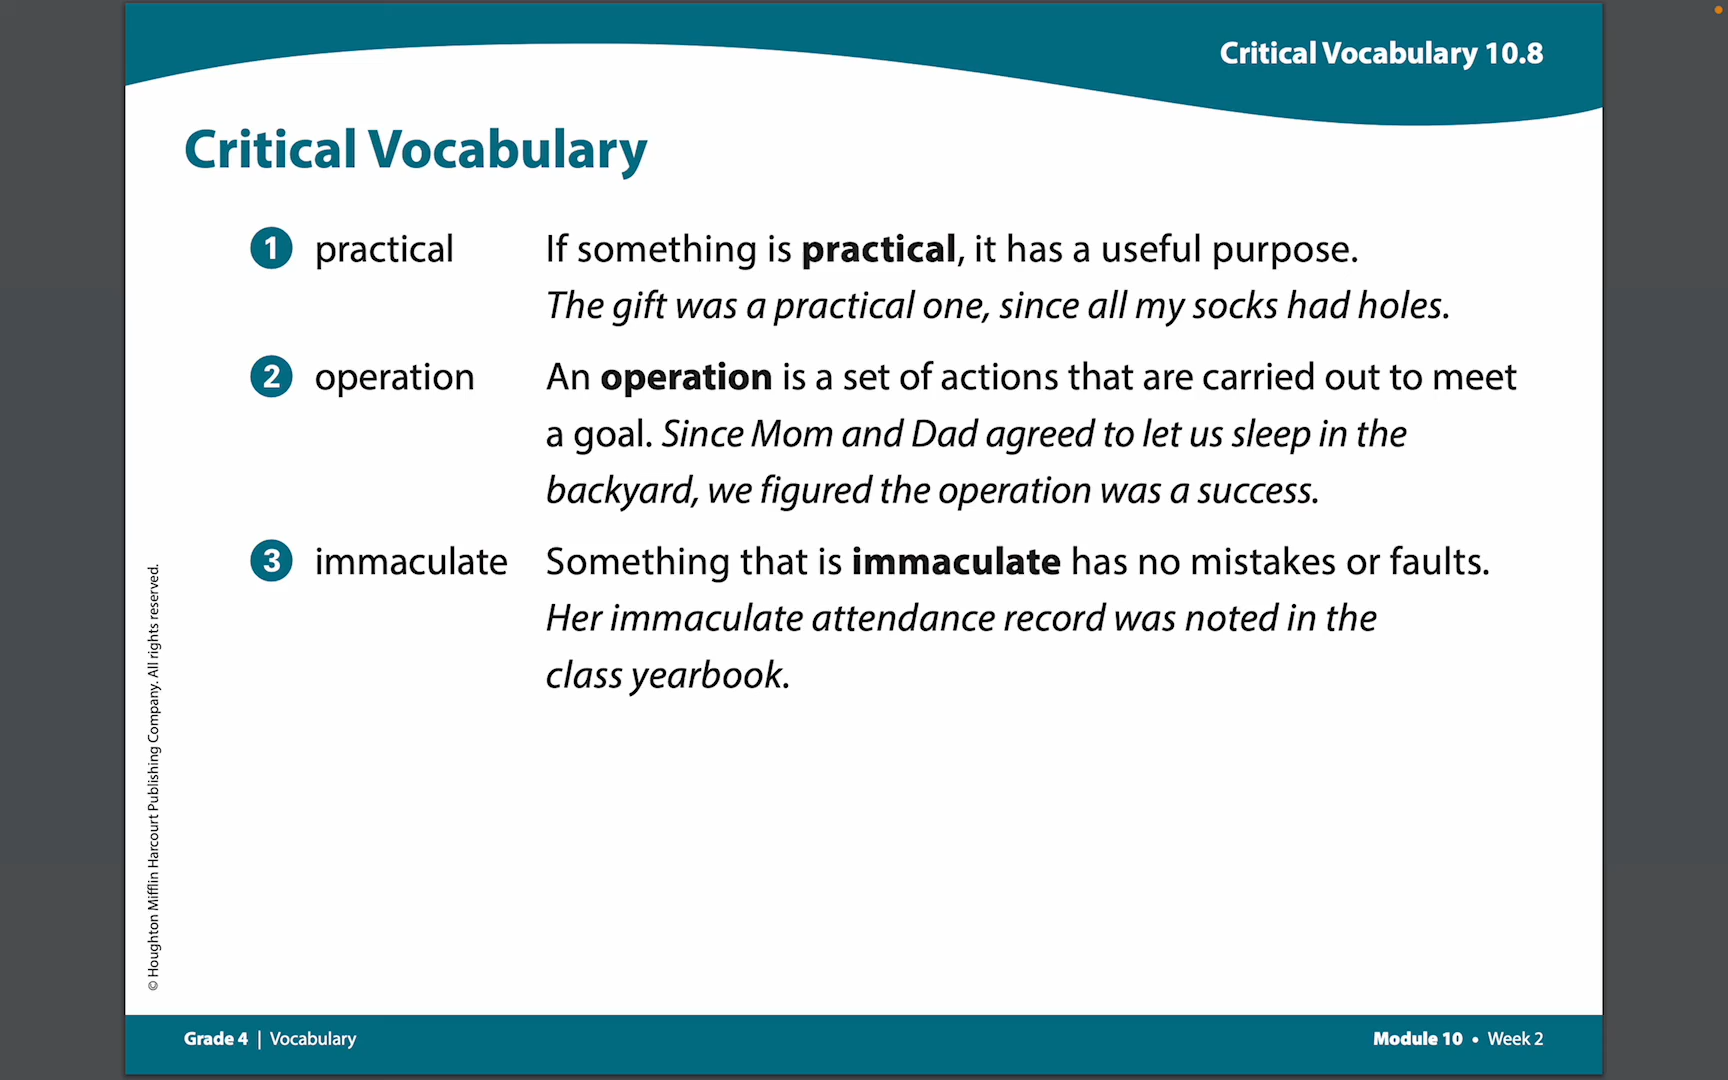 Critical Vocabulary 10.8
Critical Vocabulary
1 practical If something is practical, it has a useful purpose.
The gift was a practical one, since all my socks had holes.
2 operation An operation is a set of actions that are carried out to meet
a goal. Since Mom and Dad agreed to let us sleep in the
backyard, we figured the operation was a success.
3 immaculate Something that is immaculate has no mistakes or faults.
Her immaculate attendance record was noted in the
class yearbook.
© Houghton Mifflin Harcourt Publishing Company. All rights reserved.
Grade 4 | Vocabulary
Module 10 • Week 2